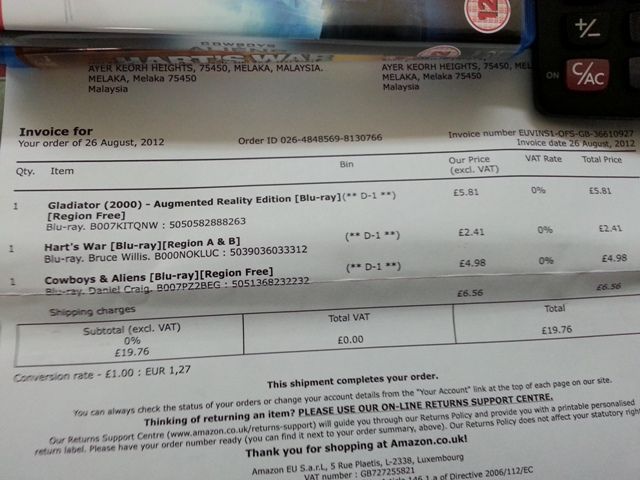 12
+/−
ON
C/AC
COWBOYS
ALIENS
HART'S WAR
AYER KEORH HEIGHTS, 75450, MELAKA, MALAYSIA.
MELAKA, Melaka 75450
Malaysia
AYER KEORH HEIGHTS, 75450, MEL
MELAKA, Melaka 75450
Malaysia
Invoice for
Your order of 26 August, 2012
Order ID 026-4848569-8130766
Invoice number EUVINS1-OFS-GB-36610927
Invoice date 26 August, 2012
Qty. Item Bin Our Price (excl. VAT) VAT Rate Total Price
1 Gladiator (2000) - Augmented Reality Edition [Blu-ray] (** D-1 **) £5.81 0% £5.81
[Region Free]
Blu-ray. B007KITQNW : 5050582888263
1 Hart's War [Blu-ray][Region A & B] (** D-1 **) £2.41 0% £2.41
Blu-ray. Bruce Willis. B000NOKLUC : 5039036033312
1 Cowboys & Aliens [Blu-ray][Region Free] (** D-1 **) £4.98 0% £4.98
Blu-ray. Daniel Craig. B007PZ2BEG : 5051368232232
Shipping charges £6.56 £6.56
Subtotal (excl. VAT) Total VAT Total
0%
£19.76 £0.00 £19.76
Conversion rate - £1.00 : EUR 1,27
This shipment completes your order.
You can always check the status of your orders or change your account details from the "Your Account" link at the top of each page on our site.
Thinking of returning an item? PLEASE USE OUR ON-LINE RETURNS SUPPORT CENTRE.
Our Returns Support Centre (www.amazon.co.uk/returns-support) will guide you through our Returns Policy and provide you with a printable personalised
return label. Please have your order number ready (you can find it next to your order summary, above). Our Returns Policy does not affect your statutory righ
Thank you for shopping at Amazon.co.uk!
Amazon EU S.a.r.L, 5 Rue Plaetis, L-2338, Luxembourg
VAT number : GB727255821
146 1.a of Directive 2006/112/EC